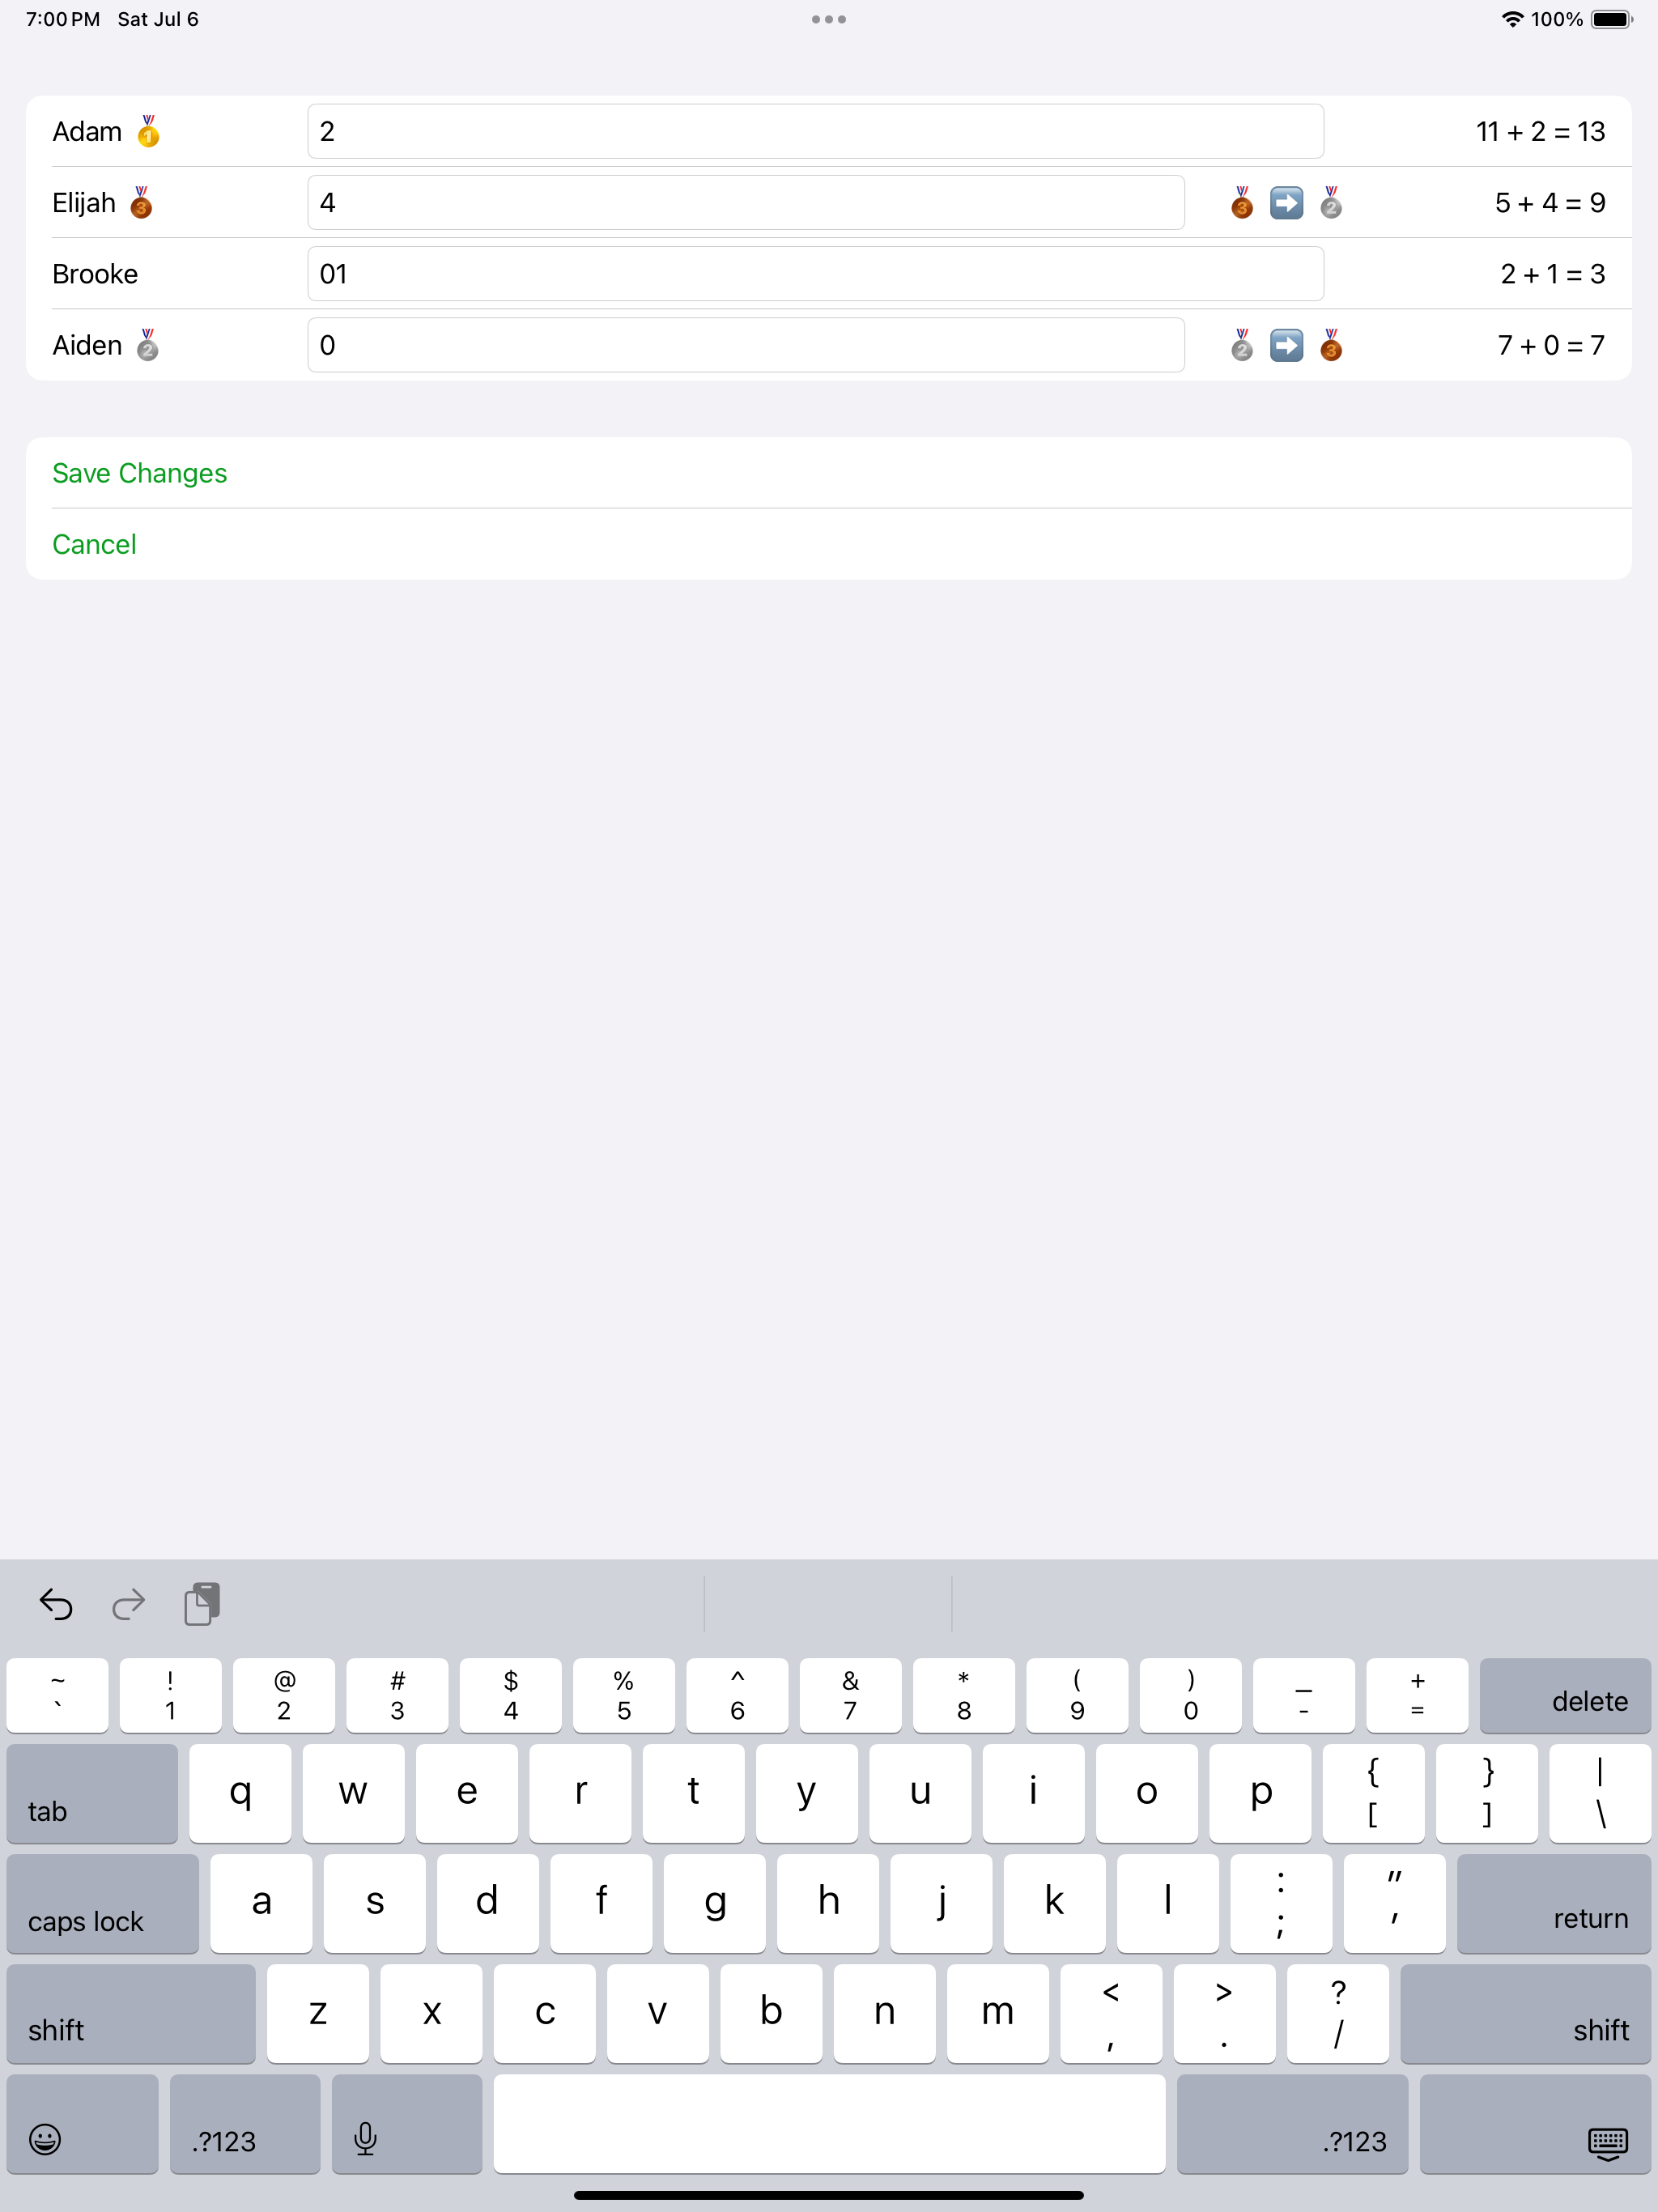 7:00 PM Sat Jul 6 100%
Adam 🥇 2 11 + 2 = 13
Elijah 🥉 4 🥉 ➡️ 🥈 5 + 4 = 9
Brooke 01 2 + 1 = 3
Aiden 🥈 0 🥈 ➡️ 🥉 7 + 0 = 7
Save Changes
Cancel
~ ! @ # $ % ^ & * ( ) _ +
` 1 2 3 4 5 6 7 8 9 0 - = delete
tab q w e r t y u i o p { [ } ] | \
caps lock a s d f g h j k l : ; " ' return
shift z x c v b n m < , > . ? / shift
.?123 .?123